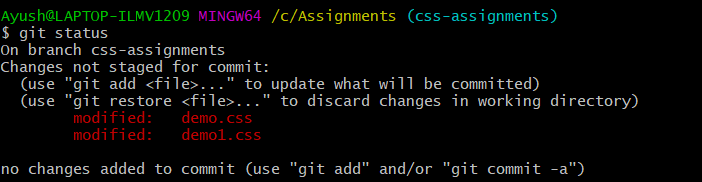 Ayush@LAPTOP-ILMV1209 MINGW64 /c/Assignments (css-assignments)
$ git status
On branch css-assignments
Changes not staged for commit:
  (use "git add <file>..." to update what will be committed)
  (use "git restore <file>..." to discard changes in working directory)
        modified:   demo.css
        modified:   demo1.css

no changes added to commit (use "git add" and/or "git commit -a")